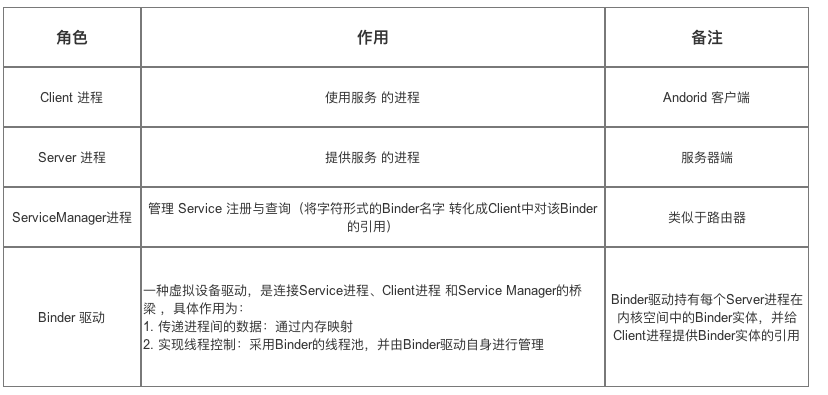 角色
作用
备注
Client 进程
使用服务 的进程
Andorid 客户端
Server 进程
提供服务 的进程
服务器端
ServiceManager进程
管理 Service 注册与查询（将字符形式的Binder名字 转化成Client中对该Binder
的引用）
类似于路由器
Binder 驱动
一种虚拟设备驱动，是连接Service进程、Client进程 和Service Manager的桥
梁 ，具体作用为：
1. 传递进程间的数据：通过内存映射
2. 实现线程控制：采用Binder的线程池，并由Binder驱动自身进行管理
Binder驱动持有每个Server进程在
内核空间中的Binder实体，并给
Client进程提供Binder实体的引用